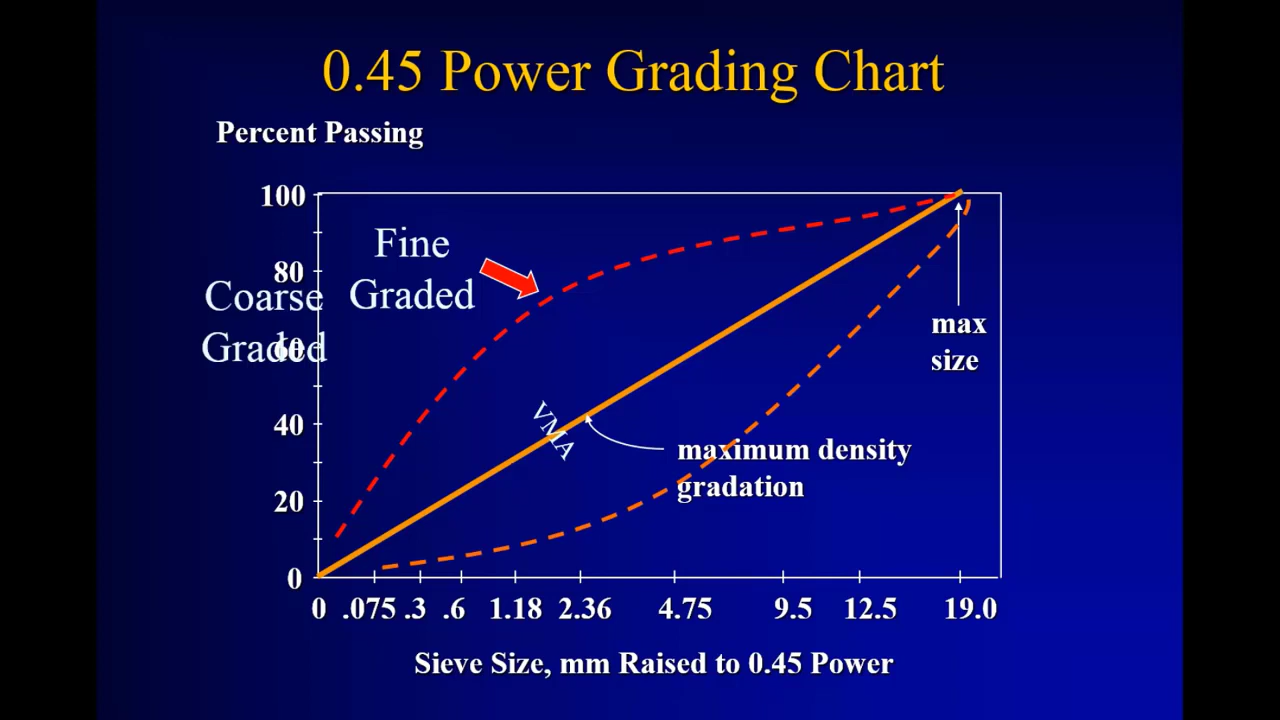 0.45 Power Grading Chart
Percent Passing
100
80
60
40
20
0
Fine
Graded
Coarse
Graded
VMA
max
size
maximum density
gradation
0 .075 .3 .6 1.18 2.36 4.75 9.5 12.5 19.0
Sieve Size, mm Raised to 0.45 Power